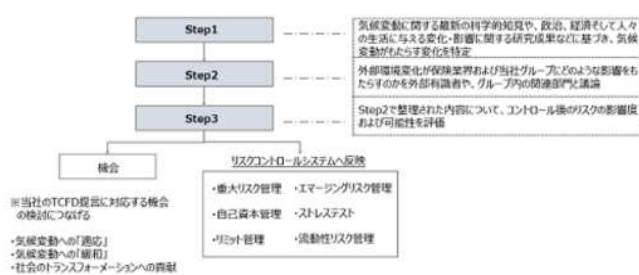 Step1
気候変動に関する最新の科学的知見や、政治、経済そして人々
の生活に与える変化・影響に関する研究成果などに基づき、気候
変動がもたらす変化を特定
Step2
外部環境変化が保険業界および当社グループにどのような影響をも
たらすのかを外部有識者や、グループ内の関連部門と議論
Step3
Step2で整理された内容について、コントロール後のリスクの影響度
および可能性を評価
機会
※当社のTCFD提言に対応する機会
の検討につなげる
・気候変動への「適応」
・気候変動への「緩和」
・社会のトランスフォーメーションへの貢献
リスクコントロールシステムへ反映
・重大リスク管理 ・エマージングリスク管理
・自己資本管理 ・ストレステスト
・リミット管理 ・流動性リスク管理